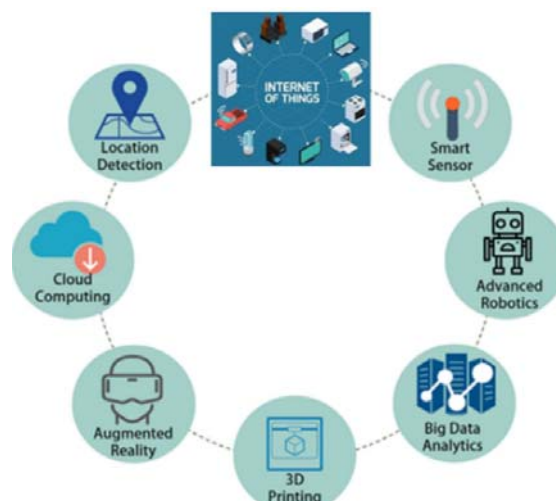 INTERNET
OF THINGS
Location
Detection
Smart
Sensor
Cloud
Computing
Advanced
Robotics
Augmented
Reality
Big Data
Analytics
3D
Printing